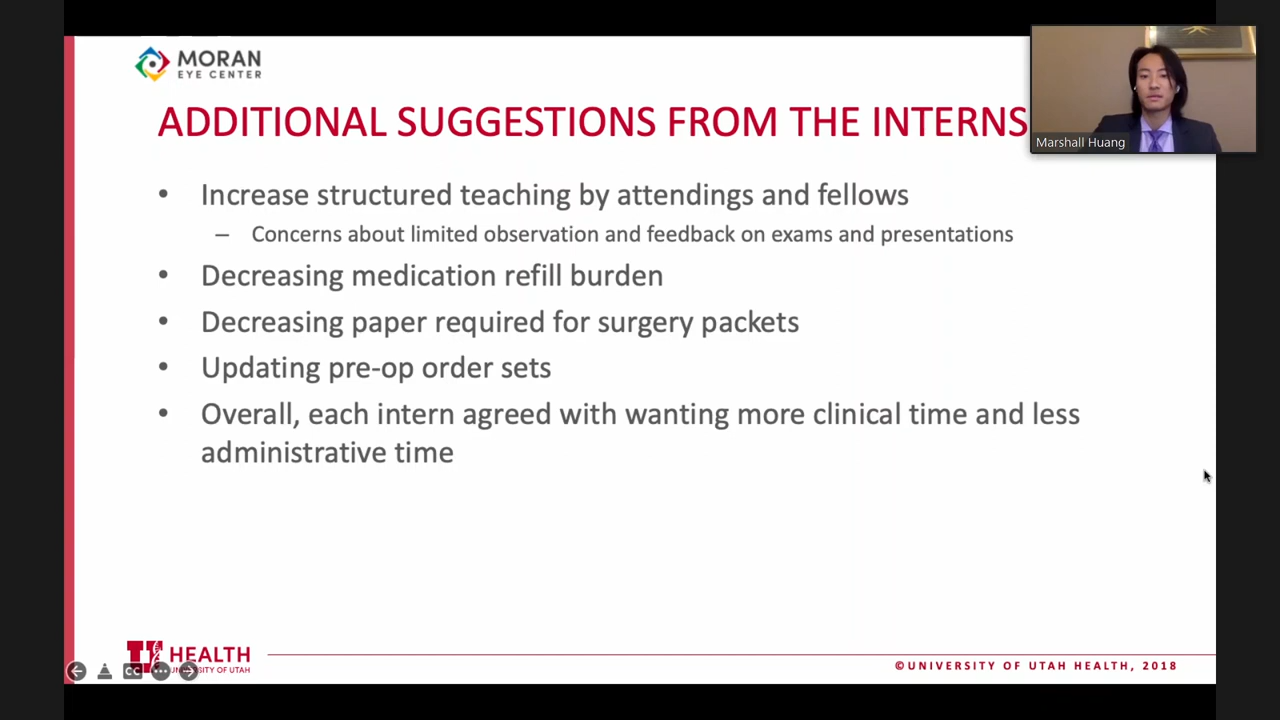 MORAN
EYE CENTER
ADDITIONAL SUGGESTIONS FROM THE INTERNS
Marshall Huang
• Increase structured teaching by attendings and fellows
– Concerns about limited observation and feedback on exams and presentations
• Decreasing medication refill burden
• Decreasing paper required for surgery packets
• Updating pre-op order sets
• Overall, each intern agreed with wanting more clinical time and less
administrative time
U HEALTH
UNIVERSITY OF UTAH
CC
©UNIVERSITY OF UTAH HEALTH, 2018